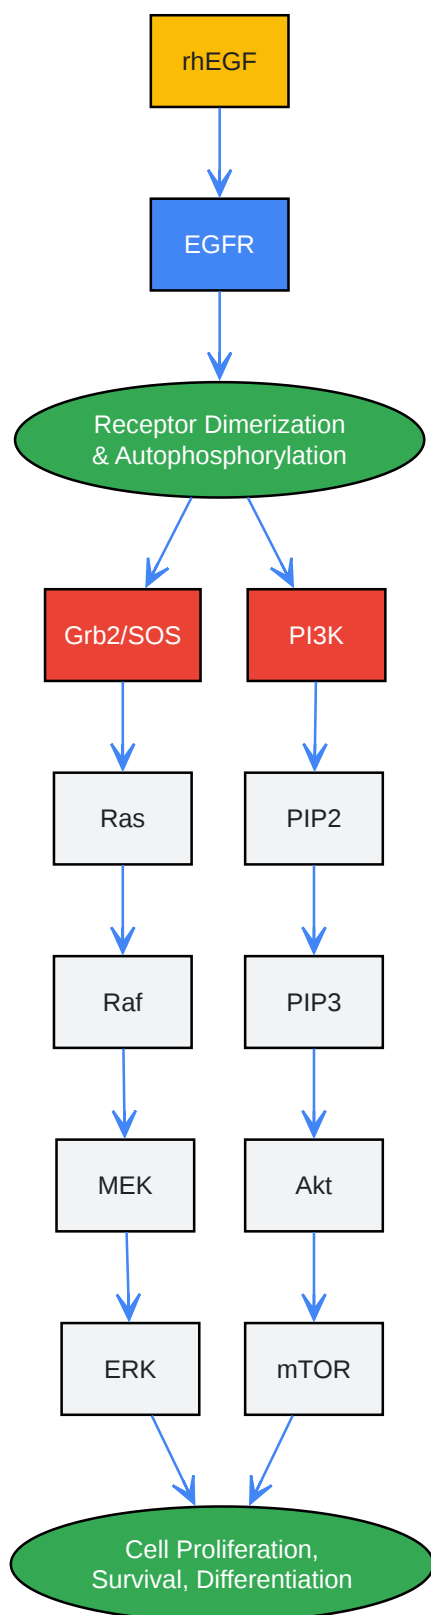 rhEGF
EGFR
Receptor Dimerization
& Autophosphorylation
Grb2/SOS
PI3K
Ras
PIP2
Raf
PIP3
MEK
Akt
ERK
mTOR
Cell Proliferation,
Survival, Differentiation